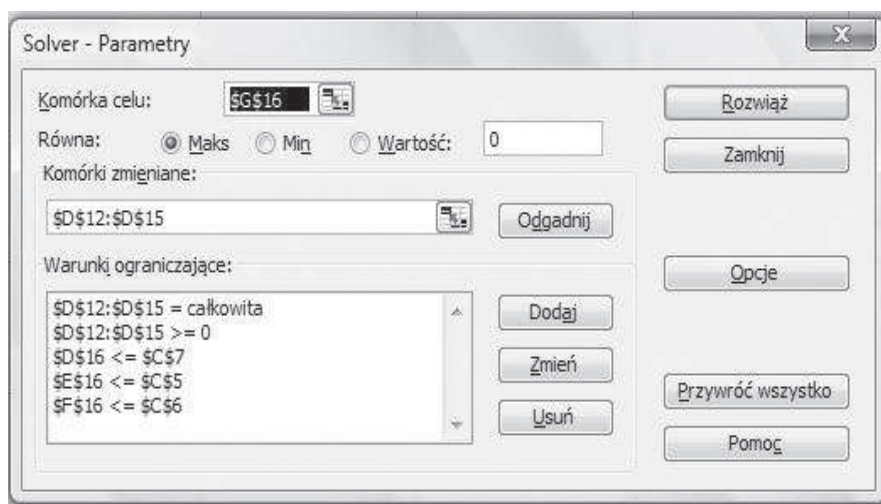 Solver - Parametry
Komórka celu: $G$16
Rozwiąż
Równa: Maks Min Wartość: 0
Zamknij
Komórki zmieniane:
$D$12:$D$15
Odgadnij
Warunki ograniczające:
Opcje
$D$12:$D$15 = całkowita
Dodaj
$D$12:$D$15 >= 0
$D$16 <= $C$7
Zmień
$E$16 <= $C$5
$F$16 <= $C$6
Przywróć wszystko
Usuń
Pomoc